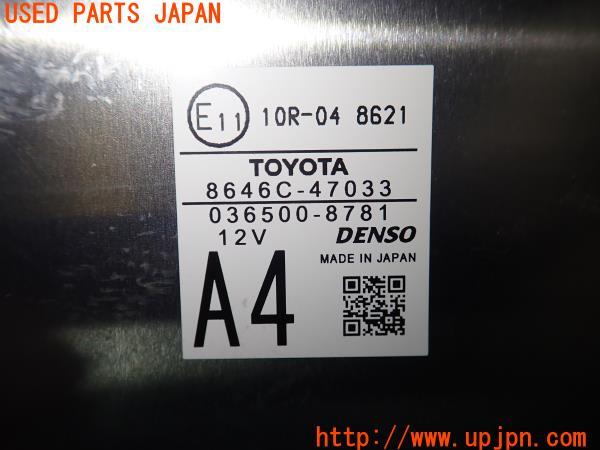 USED PARTS JAPAN
E11 10R-04 8621
TOYOTA
8646C-47033
036500-8781
12V DENSO
MADE IN JAPAN
A4
http://www.upjpn.com